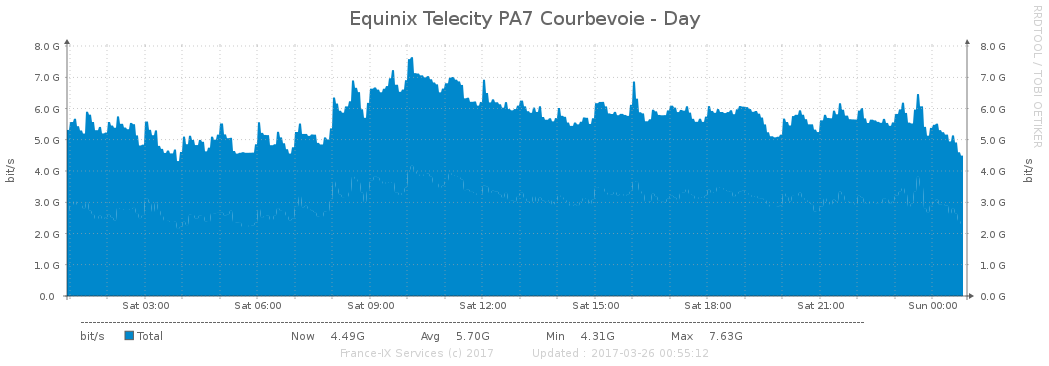 Equinix Telecity PA7 Courbevoie - Day
RRDTOOL / TOBI OETIKER
8.0 G 8.0 G
7.0 G 7.0 G
6.0 G 6.0 G
5.0 G 5.0 G
4.0 G 4.0 G
3.0 G 3.0 G
2.0 G 2.0 G
1.0 G 1.0 G
0.0 0.0 G
bit/s bit/s
Sat 03:00 Sat 06:00 Sat 09:00 Sat 12:00 Sat 15:00 Sat 18:00 Sat 21:00 Sun 00:00
bit/s Total Now 4.49G Avg 5.70G Min 4.31G Max 7.63G
France-IX Services (c) 2017 Updated : 2017-03-26 00:55:12